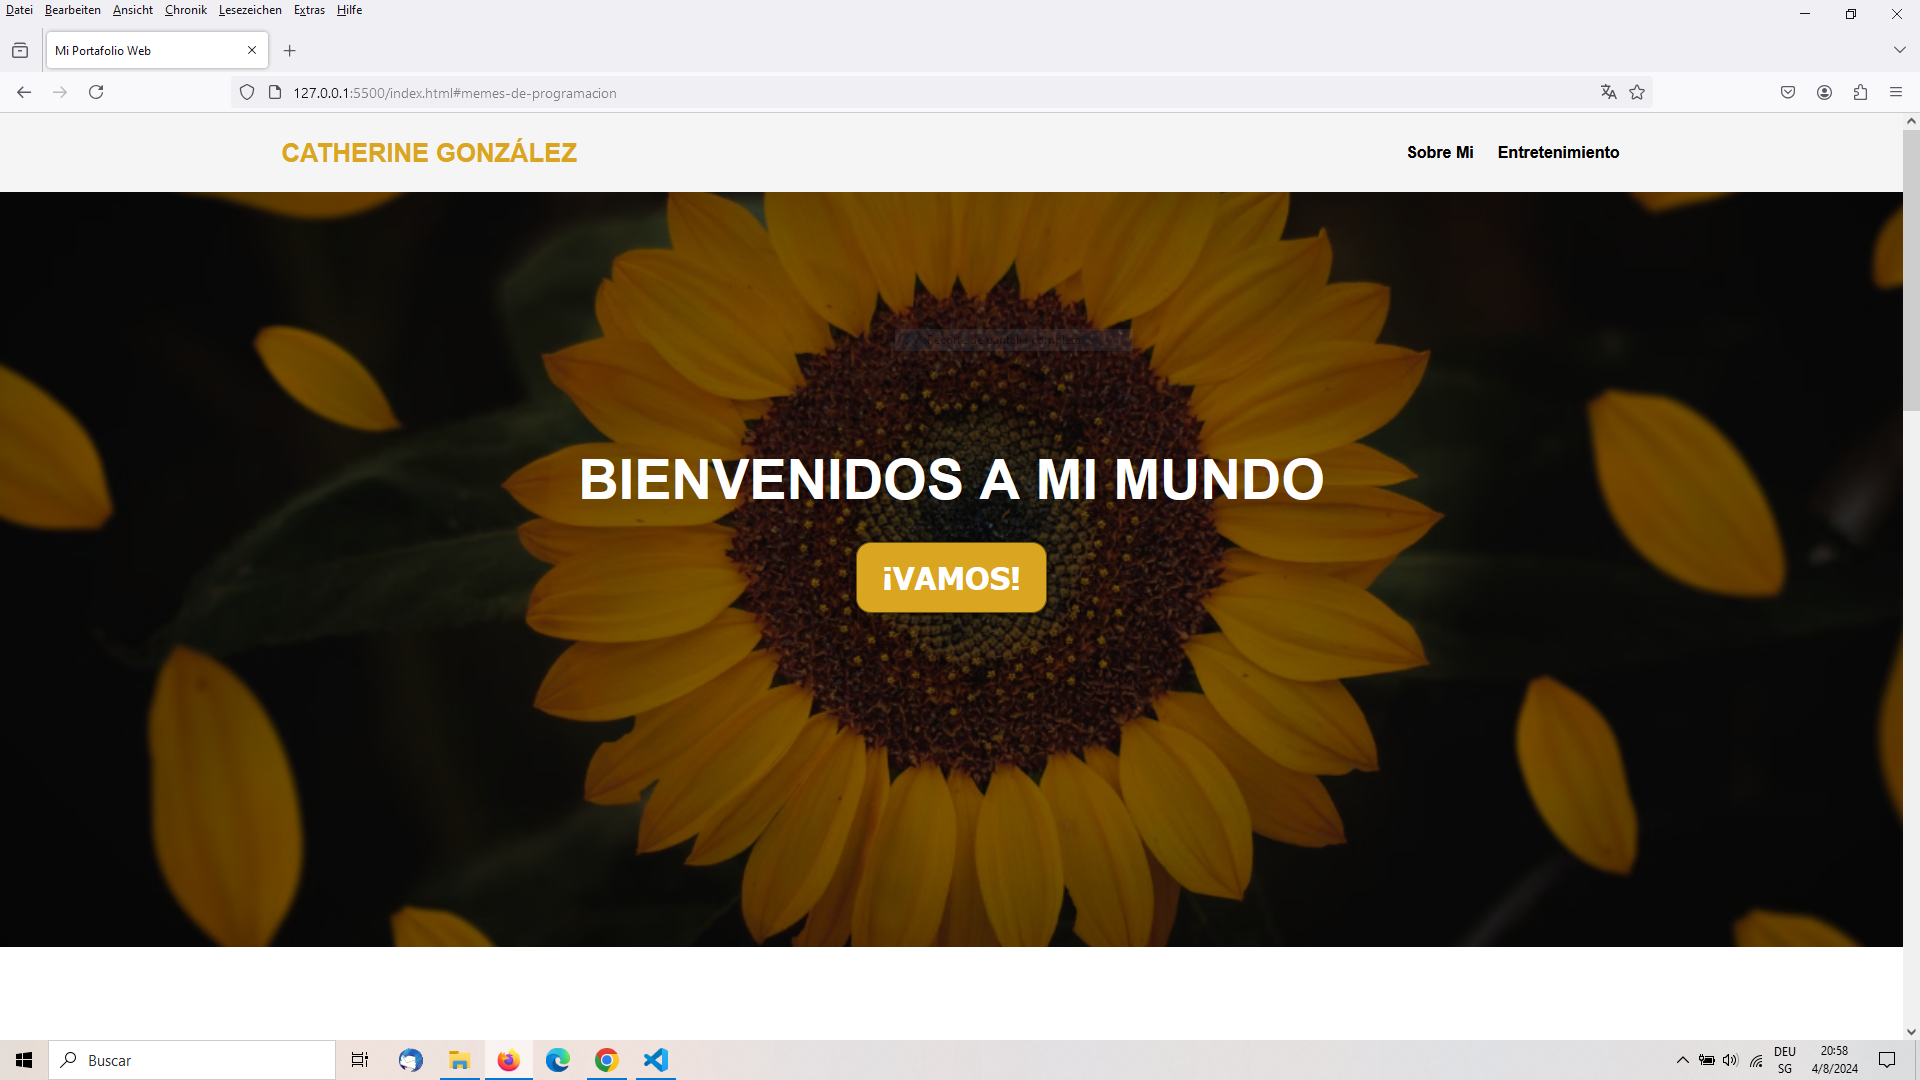 Datei Bearbeiten Ansicht Chronik Lesezeichen Extras Hilfe
Mi Portafolio Web
127.0.0.1:5500/index.html#memes-de-programacion
CATHERINE GONZÁLEZ
Sobre Mi Entretenimiento
BIENVENIDOS A MI MUNDO
¡VAMOS!
Buscar
DEU
SG
20:58
4/8/2024